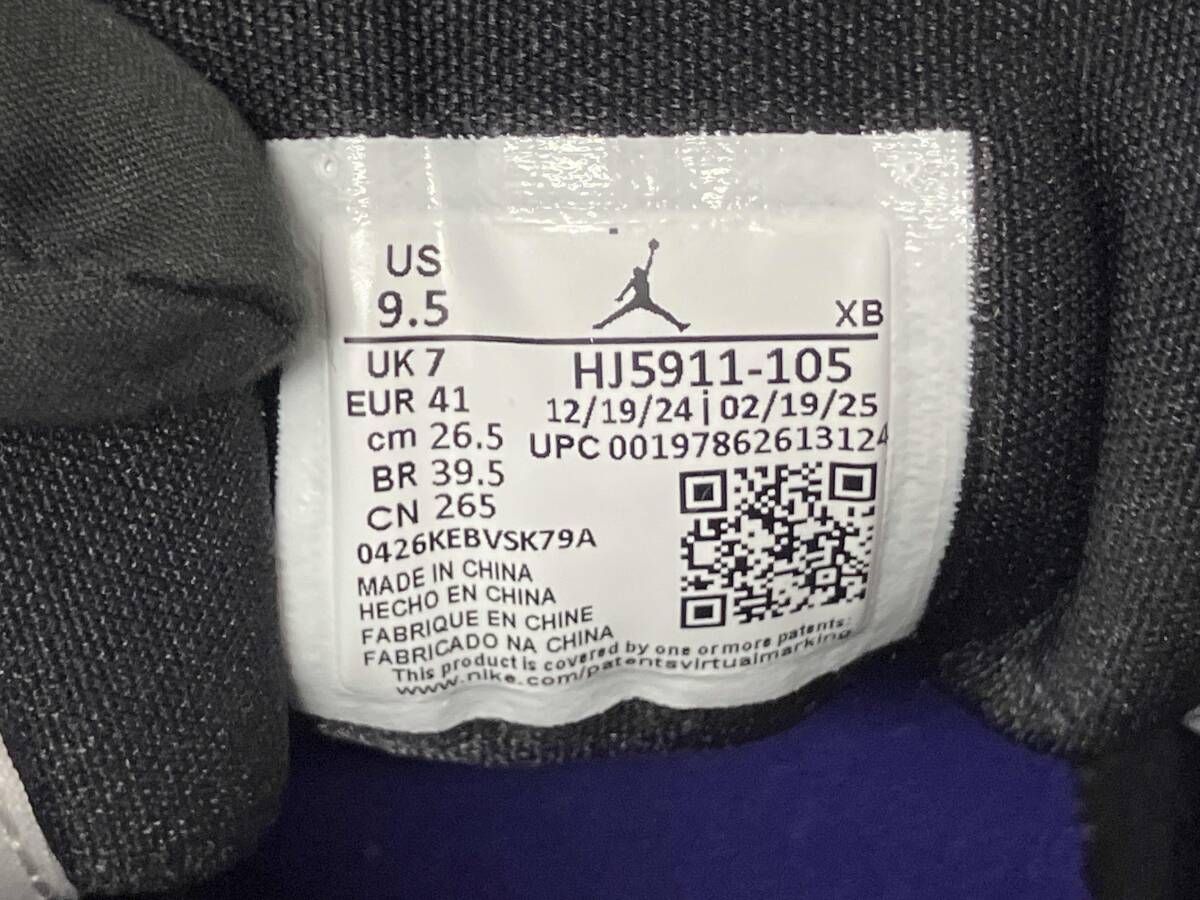 US
9.5
XB
UK 7
EUR 41
cm 26.5
BR 39.5
CN 265
HJ5911-105
12/19/24 | 02/19/25
UPC 00197862613124
0426KEBVSK79A
MADE IN CHINA
HECHO EN CHINA
FABRIQUE EN CHINE
FABRICADO NA CHINA
This product is covered by one or more patents:
www.nike.com/patentsvirtualmarking